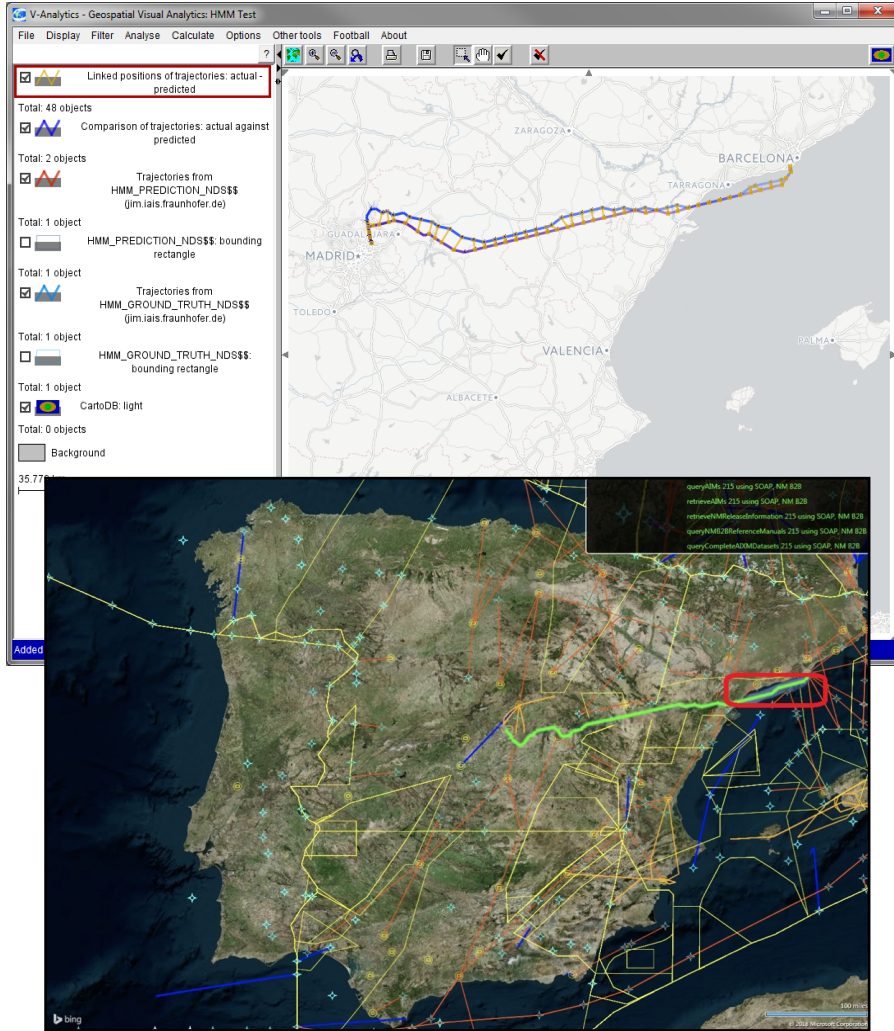 V-Analytics - Geospatial Visual Analytics: HMM Test
File Display Filter Analyse Calculate Options Other tools Football About
?
Linked positions of trajectories: actual -
predicted
Total: 48 objects
Comparison of trajectories: actual against
predicted
Total: 2 objects
Trajectories from
HMM_PREDICTION_NDS$$
(jim.iais.fraunhofer.de)
Total: 1 object
HMM_PREDICTION_NDS$$: bounding
rectangle
Total: 1 object
Trajectories from
HMM_GROUND_TRUTH_NDS$$
(jim.iais.fraunhofer.de)
Total: 1 object
HMM_GROUND_TRUTH_NDS$$:
bounding rectangle
Total: 1 object
CartoDB: light
Total: 0 objects
Background
Added
ZARAGOZA
BARCELONA
TARRAGONA
GUADALAJARA
MADRID
TOLEDO
VALENCIA
PALMA
ALBACETE
queryAIMs 215 using SOAP, NM B2B
retrieveAIMs 215 using SOAP, NM B2B
retrieveNMReleaseInformation 215 using SOAP, NM B2B
queryNMB2BReferenceManuals 215 using SOAP, NM B2B
queryCompleteAIXMDatasets 215 using SOAP, NM B2B
bing
100 miles
© 2018 Microsoft Corporation